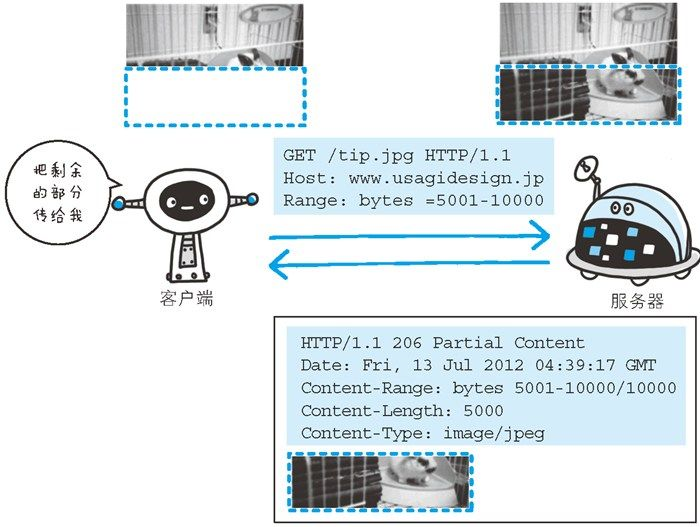 GET /tip.jpg HTTP/1.1
Host: www.usagidesign.jp
Range: bytes =5001-10000
把剩余
的部分
传给我
客户端
服务器
HTTP/1.1 206 Partial Content
Date: Fri, 13 Jul 2012 04:39:17 GMT
Content-Range: bytes 5001-10000/10000
Content-Length: 5000
Content-Type: image/jpeg